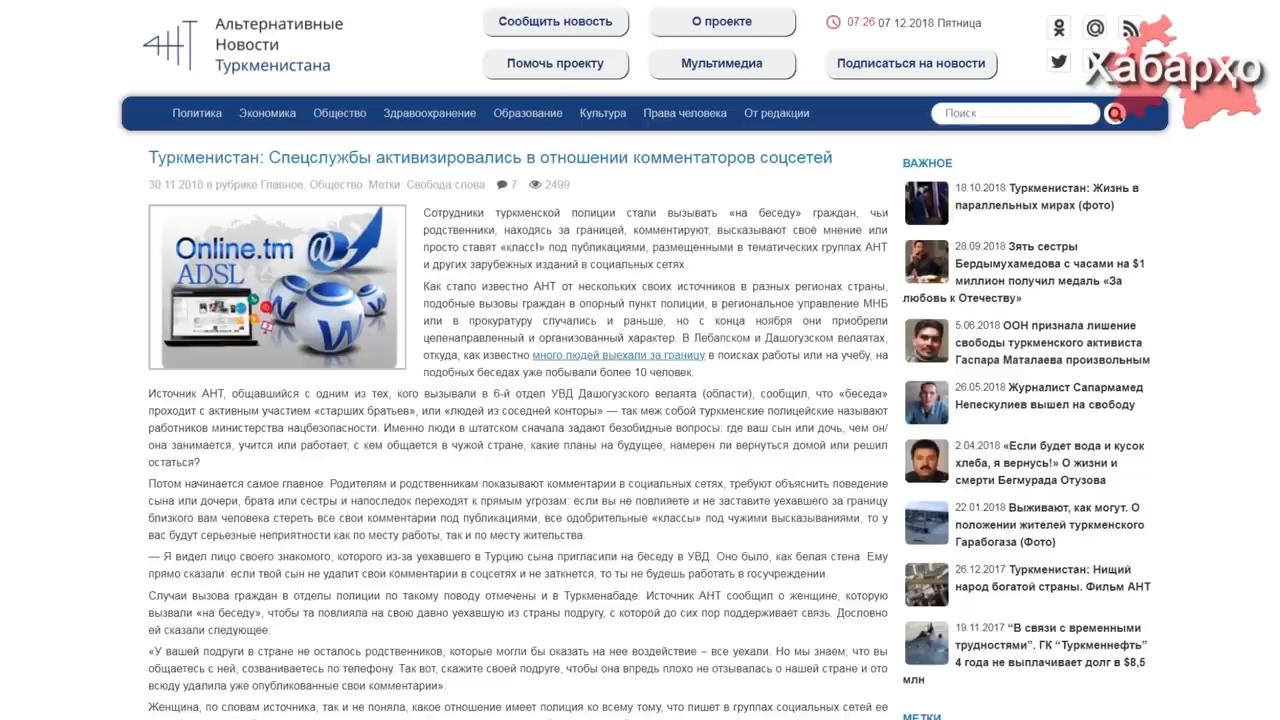 Альтернативные
Новости
Туркменистана
Сообщить новость
О проекте
07:26 07.12.2018 Пятница
Помочь проекту
Мультимедиа
Подписаться на новости
Хабарҳо
Политика Экономика Общество Здравоохранение Образование Культура Права человека От редакции
Поиск
Туркменистан: Спецслужбы активизировались в отношении комментаторов соцсетей
30.11.2018 в рубрике Главное, Общество Метки: Свобода слова 7 2499
Online.tm
ADSL
Сотрудники туркменской полиции стали вызывать «на беседу» граждан, чьи
родственники, находясь за границей, комментируют, высказывают своё мнение или
просто ставят «класс!» под публикациями, размещенными в тематических группах АНТ
и других зарубежных изданий в социальных сетях.
Как стало известно АНТ от нескольких своих источников в разных регионах страны,
подобные вызовы граждан в опорный пункт полиции, в региональное управление МНБ
или в прокуратуру случались и раньше, но с конца ноября они приобрели
целенаправленный и организованный характер. В Лебапском и Дашогузском велаятах,
откуда, как известно много людей выехали за границу в поисках работы или на учебу, на
подобных беседах уже побывали более 10 человек.
Источник АНТ, общавшийся с одним из тех, кого вызывали в 6-й отдел УВД Дашогузского велаята (области), сообщил, что «беседа»
проходит с активным участием «старших братьев», или «людей из соседней конторы» — так меж собой туркменские полицейские называют
работников министерства нацбезопасности. Именно люди в штатском сначала задают безобидные вопросы: где ваш сын или дочь, чем он/
она занимается, учится или работает, с кем общается в чужой стране, какие планы на будущее, намерен ли вернуться домой или решил
остаться?
Потом начинается самое главное. Родителям и родственникам показывают комментарии в социальных сетях, требуют объяснить поведение
сына или дочери, брата или сестры и напоследок переходят к прямым угрозам: если вы не повлияете и не заставите уехавшего за границу
близкого вам человека стереть все свои комментарии под публикациями, все одобрительные «классы» под чужими высказываниями, то у
вас будут серьезные неприятности как по месту работы, так и по месту жительства.
— Я видел лицо своего знакомого, которого из-за уехавшего в Турцию сына пригласили на беседу в УВД. Оно было, как белая стена. Ему
прямо сказали: если твой сын не удалит свои комментарии в соцсетях и не заткнется, то ты не будешь работать в госучреждении.
Случаи вызова граждан в отделы полиции по такому поводу отмечены и в Туркменабаде. Источник АНТ сообщил о женщине, которую
вызвали «на беседу», чтобы та повлияла на свою давно уехавшую из страны подругу, с которой до сих пор поддерживает связь. Дословно
ей сказали следующее.
«У вашей подруги в стране не осталось родственников, которые могли бы оказать на нее воздействие – все уехали. Но мы знаем, что вы
общаетесь с ней, созваниваетесь по телефону. Так вот, скажите своей подруге, чтобы она впредь плохо не отзывалась о нашей стране и ото
всюду удалила уже опубликованные свои комментарии».
Женщина, по словам источника, так и не поняла, какое отношение имеет полиция ко всему тому, что пишет в группах социальных сетей ее
ВАЖНОЕ
18.10.2018 Туркменистан: Жизнь в
параллельных мирах (фото)
28.09.2018 Зять сестры
Бердымухамедова с часами на $1
миллион получил медаль «За
любовь к Отечеству»
5.06.2018 ООН признала лишение
свободы туркменского активиста
Гаспара Маталаева произвольным
26.05.2018 Журналист Сапармамед
Непескулиев вышел на свободу
2.04.2018 «Если будет вода и кусок
хлеба, я вернусь!» О жизни и
смерти Бегмурада Отузова
22.01.2018 Выживают, как могут. О
положении жителей туркменского
Гарабогаза (Фото)
26.12.2017 Туркменистан: Нищий
народ богатой страны. Фильм АНТ
19.11.2017 “В связи с временными
трудностями”. ГК “Туркменнефть”
4 года не выплачивает долг в $8,5
млн
МЕТКИ